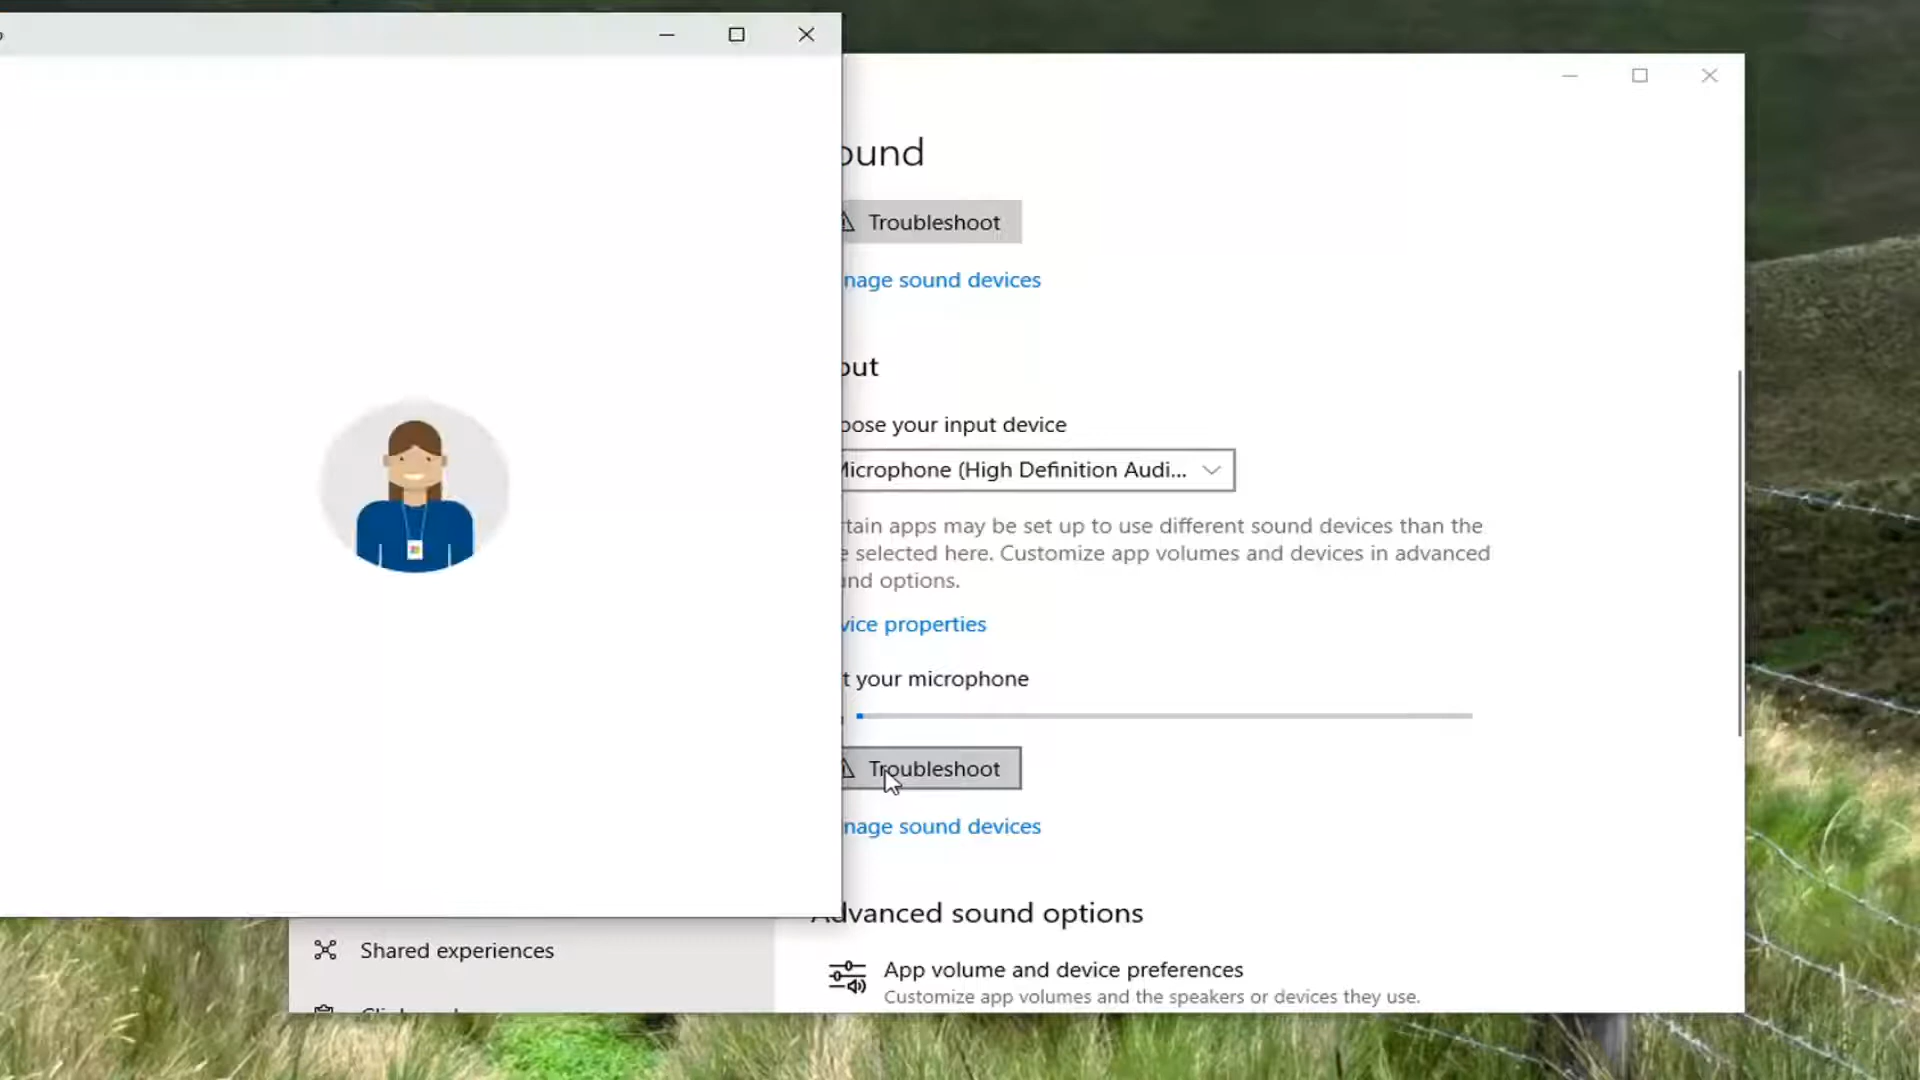 ound
Troubleshoot
nage sound devices
out
oose your input device
Microphone (High Definition Audi...
tain apps may be set up to use different sound devices than the
e selected here. Customize app volumes and devices in advanced
und options.
vice properties
t your microphone
Troubleshoot
nage sound devices
Advanced sound options
Shared experiences
App volume and device preferences
Customize app volumes and the speakers or devices they use.